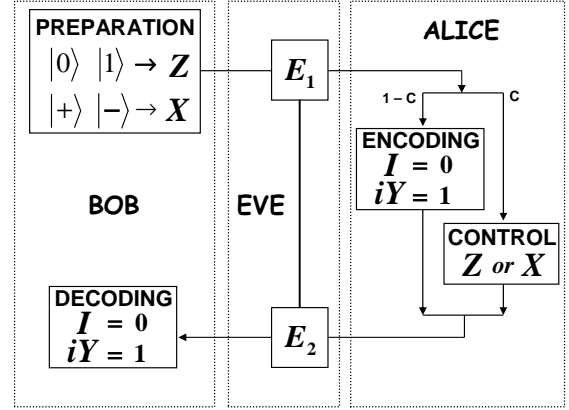 PREPARATION
|0⟩ |1⟩ → Z
|+⟩ |−⟩ → X
BOB
DECODING
I = 0
iY = 1
E₁
EVE
E₂
ALICE
1 – C
C
ENCODING
I = 0
iY = 1
CONTROL
Z or X